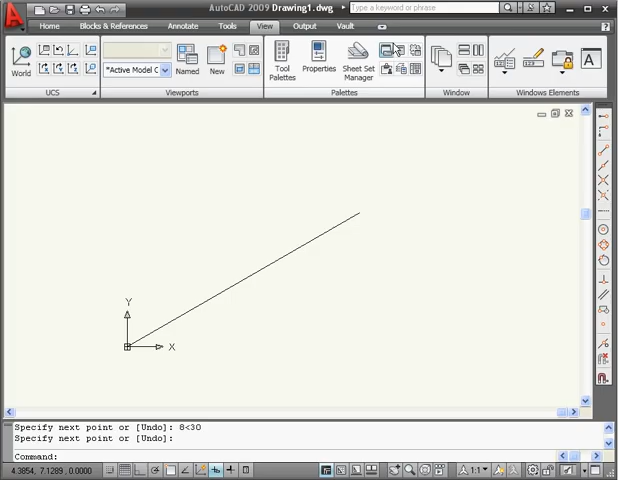 AutoCAD 2009 Drawing1.dwg
Type a keyword or phrase
Home
Blocks & References
Annotate
Tools
View
Output
Vault
World
*Active Model C
Named
New
Tool
Palettes
Properties
Sheet Set
Manager
UCS
Viewports
Palettes
Window
Windows Elements
A
Y
X
Specify next point or [Undo]: 8<30
Specify next point or [Undo]:
Command:
4.3854, 7.1289, 0.0000
1:1